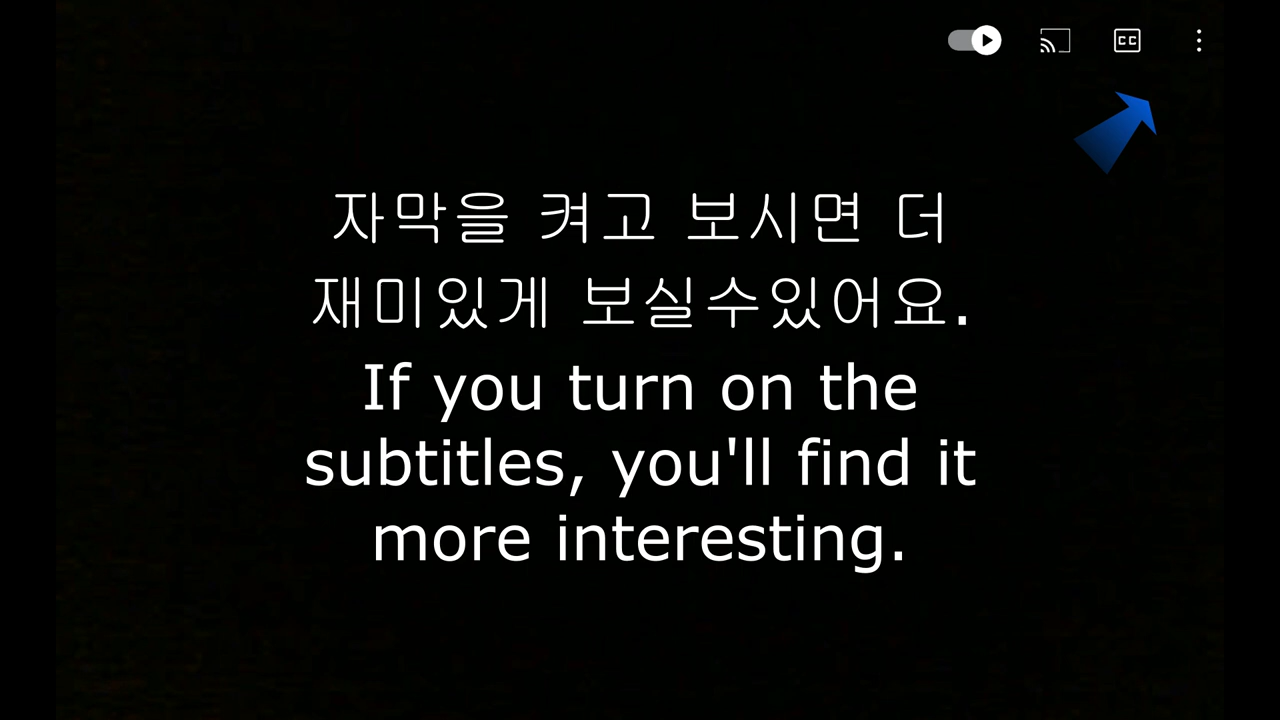 CC
자막을 켜고 보시면 더
재미있게 보실수있어요.
If you turn on the
subtitles, you'll find it
more interesting.